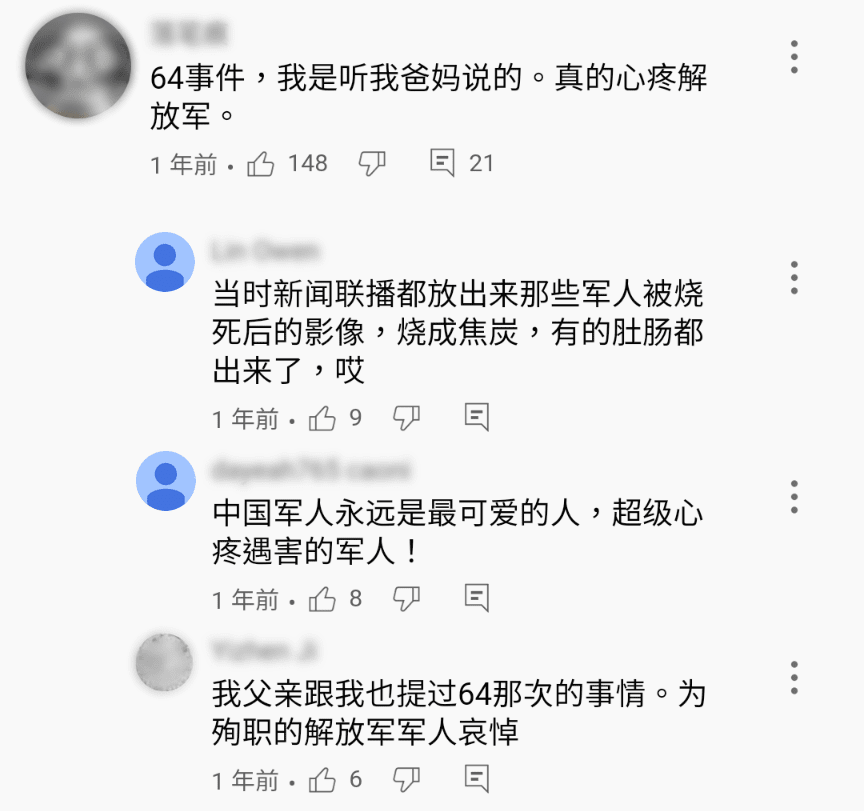 64事件，我是听我爸妈说的。真的心疼解
放军。
1 年前 · 148 21
当时新闻联播都放出来那些军人被烧
死后的影像，烧成焦炭，有的肚肠都
出来了，哎
1 年前 · 9
中国军人永远是最可爱的人，超级心
疼遇害的军人！
1 年前 · 8
我父亲跟我也提过64那次的事情。为
殉职的解放军军人哀悼
1 年前 · 6